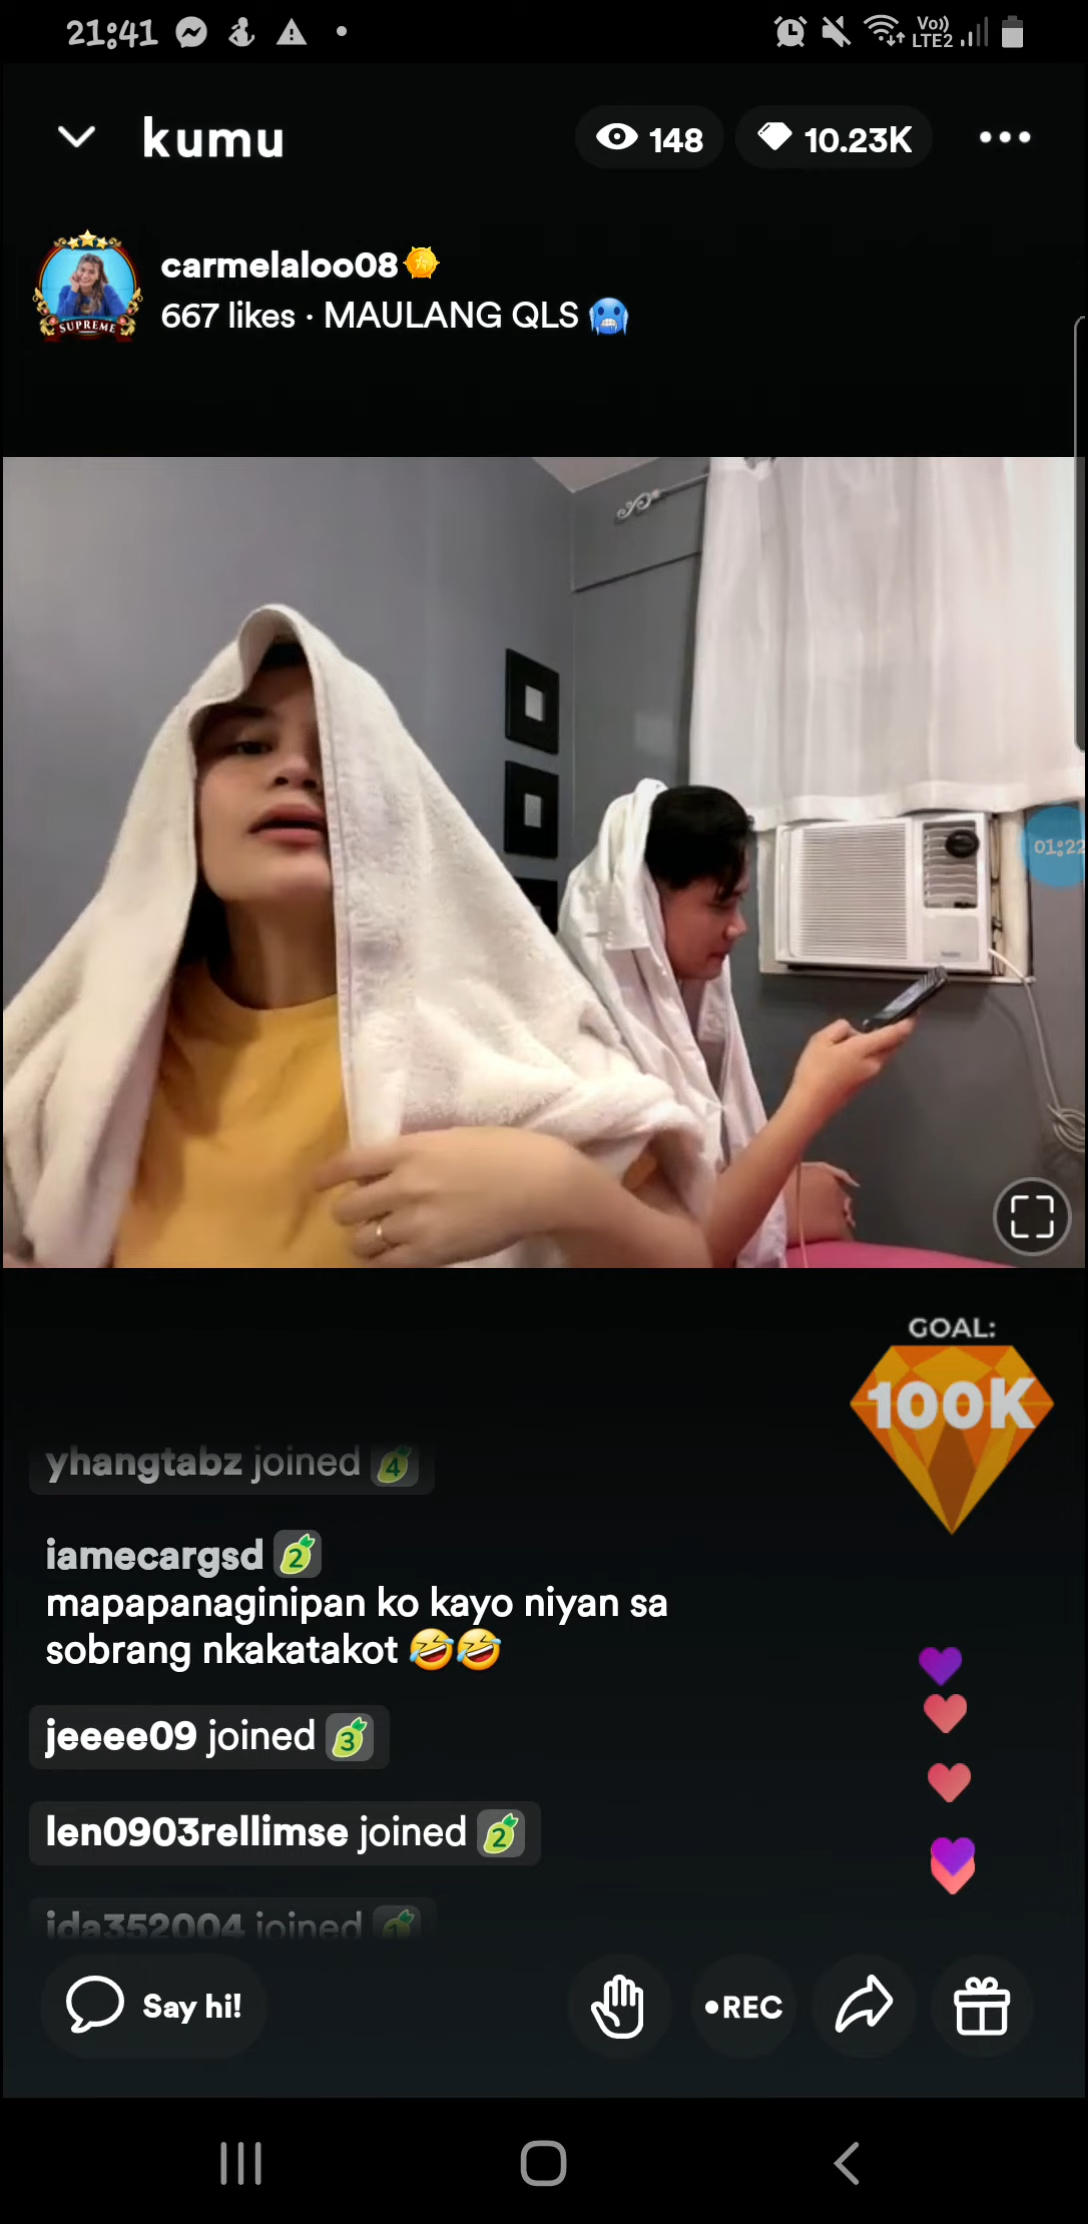 21:41
Vo)) LTE2
kumu
148
10.23K
carmelaloo08
SUPREME
667 likes · MAULANG QLS 🥶
01:22
GOAL:
100K
yhangtabz joined 4
iamecargsd 2
mapapanaginipan ko kayo niyan sa
sobrang nkakatakot 🤣🤣
jeeee09 joined 3
len0903rellimse joined 2
ida352004 joined
Say hi!
•REC